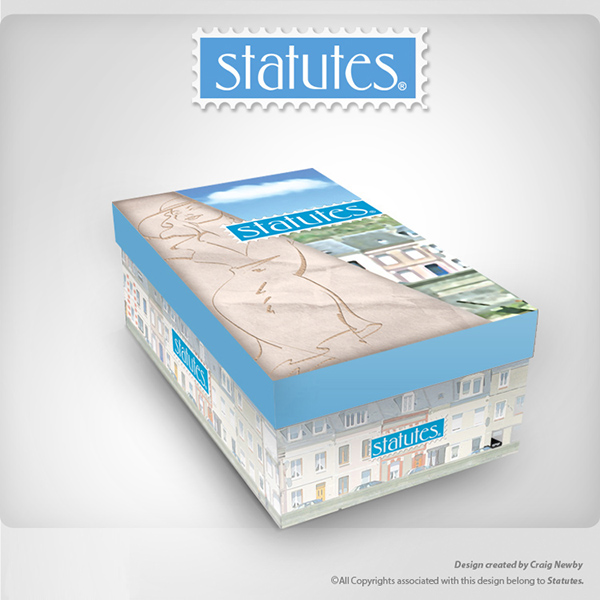 statutes®
statutes®
statutes
statutes®
Design created by Craig Newby
©All Copyrights associated with this design belong to Statutes.